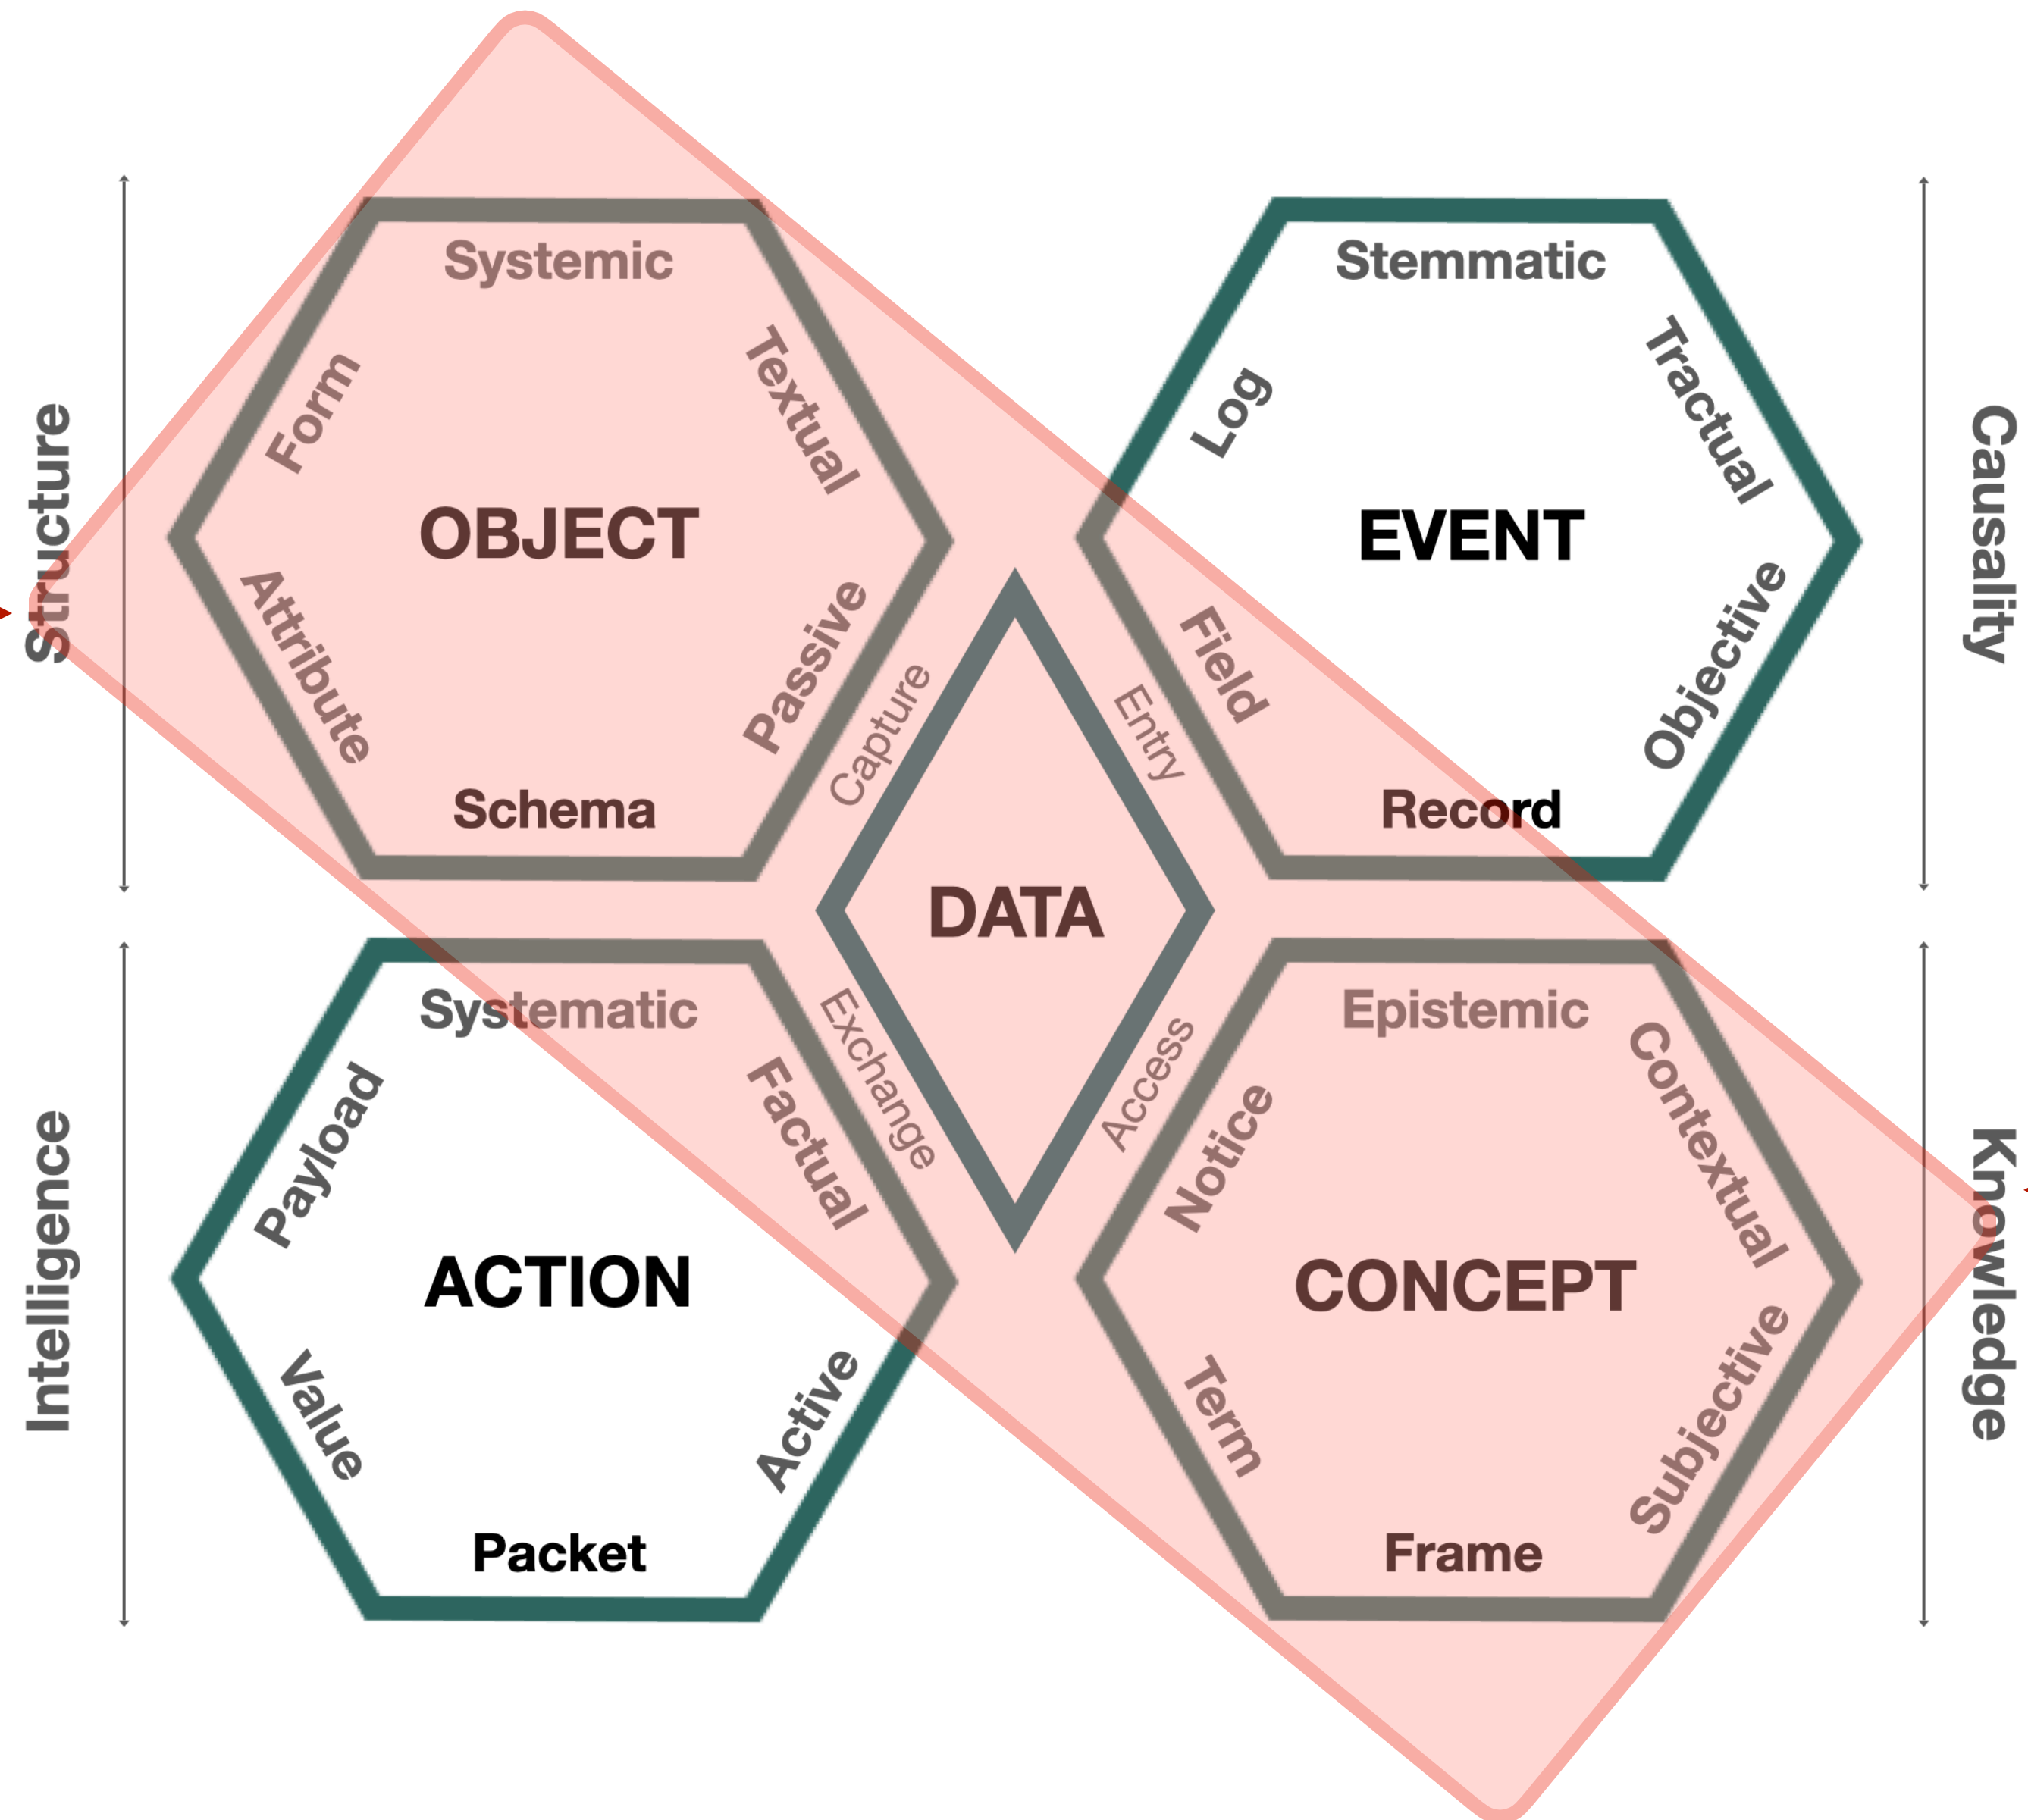 Structure
Systemic
Form
Textual
OBJECT
Attribute
Passive
Schema
Stemmatic
Log
Tractual
EVENT
Field
Objective
Record
Causality
Capture
Entry
DATA
Exchange
Access
Intelligence
Systematic
Payload
Factual
ACTION
Value
Active
Packet
Epistemic
Notice
Contextual
CONCEPT
Term
Subjective
Frame
Knowledge